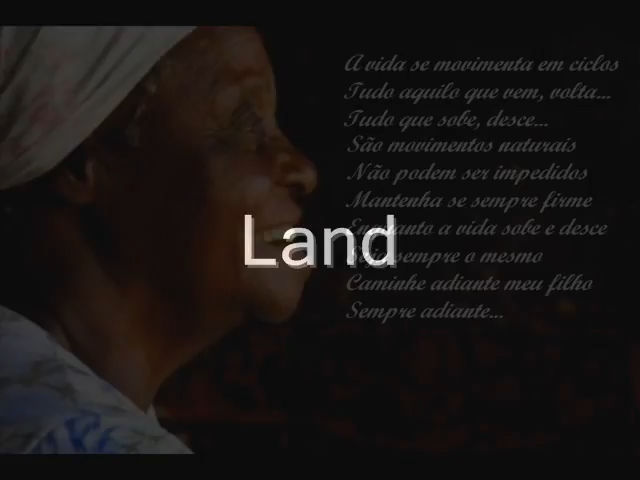 A vida se movimenta em ciclos
Tudo aquilo que vem, volta...
Tudo que sobe, desce...
São movimentos naturais
Não podem ser impedidos
Mantenha se sempre firme
Enquanto a vida sobe e desce
Land
sempre o mesmo
Caminhe adiante meu filho
Sempre adiante...